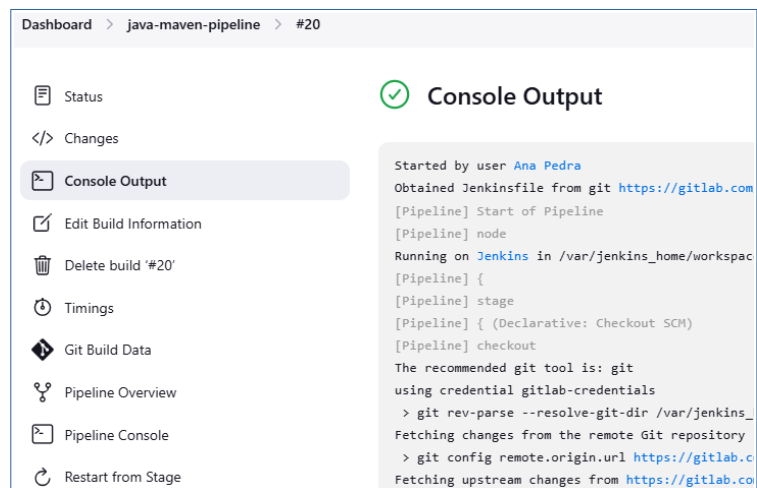 Dashboard > java-maven-pipeline > #20
Status
</> Changes
Console Output
Edit Build Information
Delete build '#20'
Timings
Git Build Data
Pipeline Overview
Pipeline Console
Restart from Stage
Console Output
Started by user Ana Pedra
Obtained Jenkinsfile from git https://gitlab.com
[Pipeline] Start of Pipeline
[Pipeline] node
Running on Jenkins in /var/jenkins_home/workspac
[Pipeline] {
[Pipeline] stage
[Pipeline] { (Declarative: Checkout SCM)
[Pipeline] checkout
The recommended git tool is: git
using credential gitlab-credentials
> git rev-parse --resolve-git-dir /var/jenkins_
Fetching changes from the remote Git repository
> git config remote.origin.url https://gitlab.c
Fetching upstream changes from https://gitlab.co